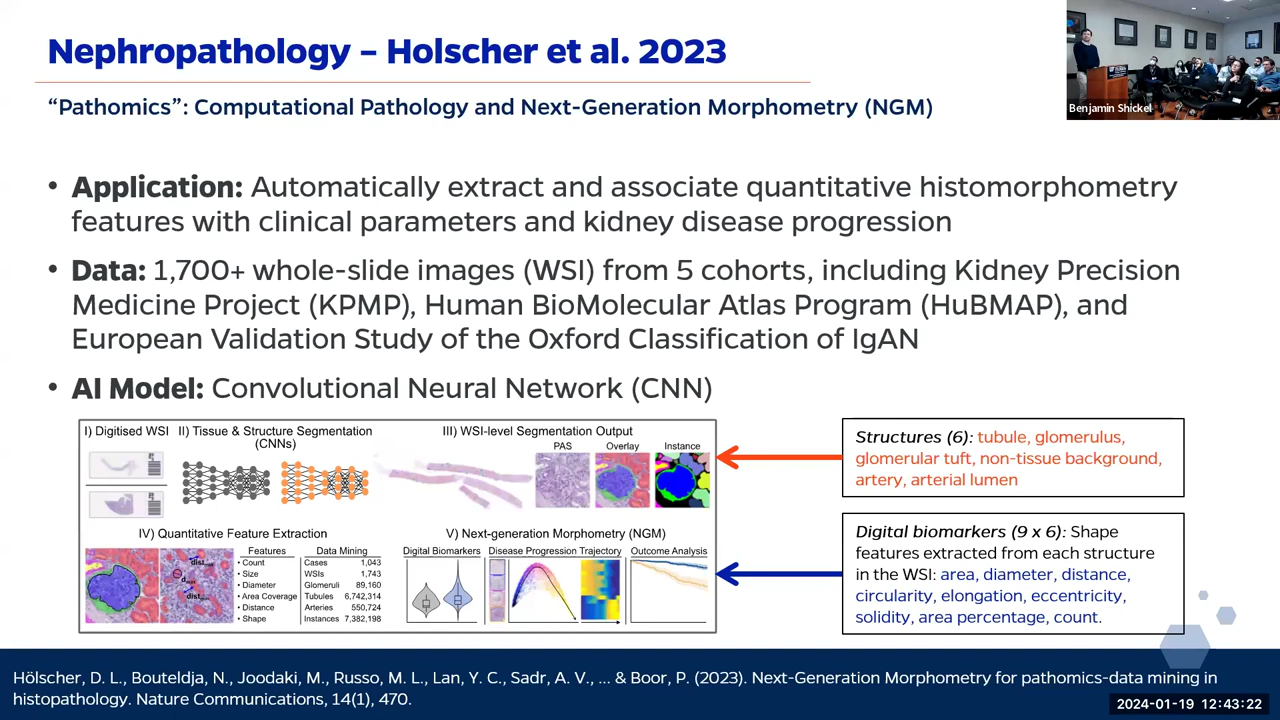 Nephropathology – Holscher et al. 2023
Benjamin Shickel
“Pathomics”: Computational Pathology and Next-Generation Morphometry (NGM)
• Application: Automatically extract and associate quantitative histomorphometry
features with clinical parameters and kidney disease progression
• Data: 1,700+ whole-slide images (WSI) from 5 cohorts, including Kidney Precision
Medicine Project (KPMP), Human BioMolecular Atlas Program (HuBMAP), and
European Validation Study of the Oxford Classification of IgAN
• AI Model: Convolutional Neural Network (CNN)
I) Digitised WSI
II) Tissue & Structure Segmentation
(CNNs)
III) WSI-level Segmentation Output
PAS
Overlay
Instance
IV) Quantitative Feature Extraction
dist
d
dist
Features
• Count
• Size
• Diameter
• Area Coverage
• Distance
• Shape
Data Mining
Cases 1,043
WSIs 1,743
Glomeruli 89,160
Tubules 6,742,314
Arteries 550,724
Instances 7,382,198
V) Next-generation Morphometry (NGM)
Digital Biomarkers
Disease Progression Trajectory
Outcome Analysis
Structures (6): tubule, glomerulus,
glomerular tuft, non-tissue background,
artery, arterial lumen
Digital biomarkers (9 x 6): Shape
features extracted from each structure
in the WSI: area, diameter, distance,
circularity, elongation, eccentricity,
solidity, area percentage, count.
Hölscher, D. L., Bouteldja, N., Joodaki, M., Russo, M. L., Lan, Y. C., Sadr, A. V., ... & Boor, P. (2023). Next-Generation Morphometry for pathomics-data mining in
histopathology. Nature Communications, 14(1), 470.
2024-01-19 12:43:22